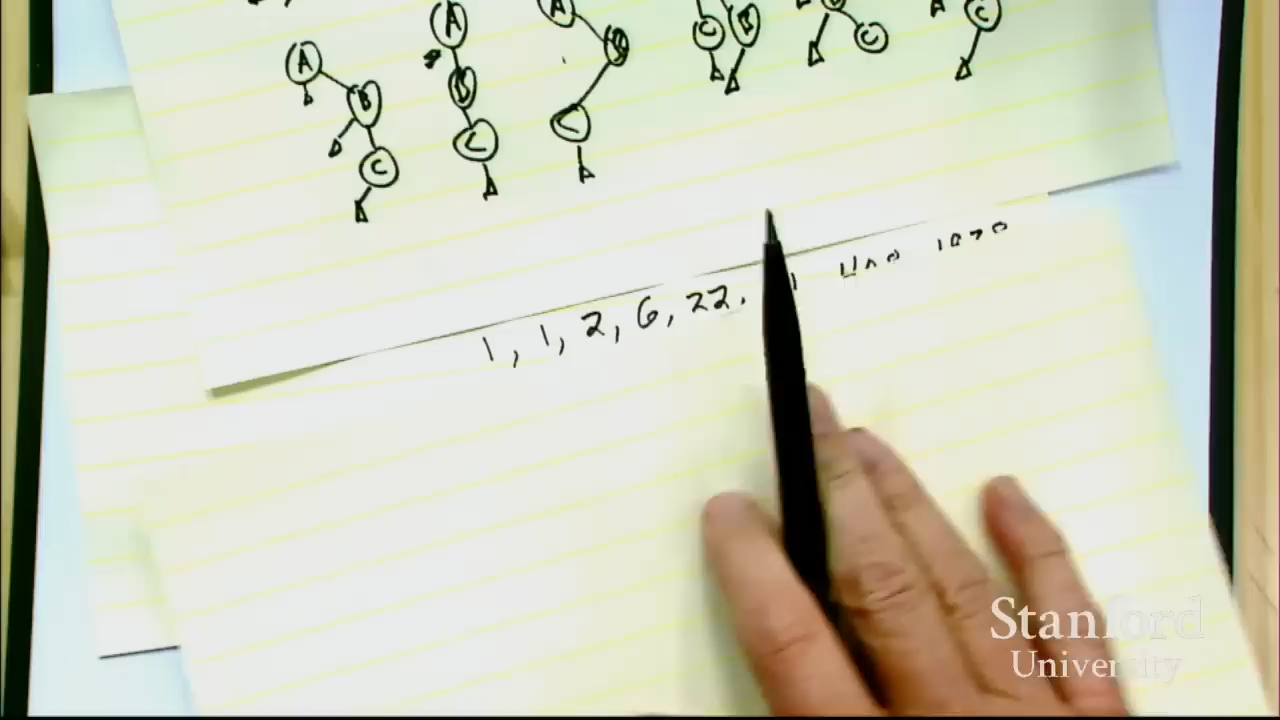 A A A
B B B C B C C
C C C
1, 1, 2, 6, 22,
Stanford
University